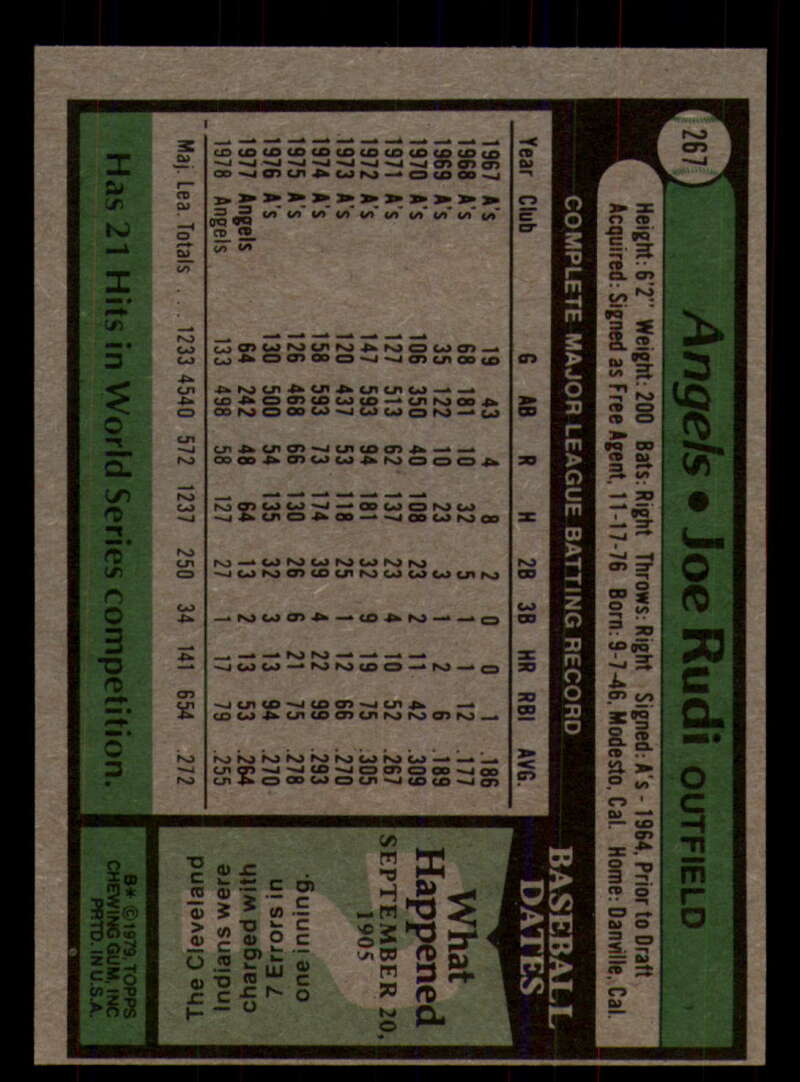 267
Angels • Joe Rudi OUTFIELD
Height: 6'2" Weight: 200 Bats: Right Throws: Right Signed: A's - 1964, Prior to Draft
Acquired: Signed as Free Agent, 11-17-76 Born: 9-7-46, Modesto, Cal. Home: Danville, Cal.
COMPLETE MAJOR LEAGUE BATTING RECORD
Year Club G AB R H 2B 3B HR RBI AVG.
1967 A's 19 43 4 8 2 0 0 1 .186
1968 A's 68 181 10 32 5 1 1 12 .177
1969 A's 35 122 10 23 3 1 2 6 .189
1970 A's 106 350 40 108 23 2 11 42 .309
1971 A's 127 513 62 137 23 4 10 52 .267
1972 A's 147 593 94 181 32 9 19 75 .305
1973 A's 120 437 53 118 25 1 12 66 .270
1974 A's 158 593 73 174 39 4 22 99 .293
1975 A's 126 468 66 130 26 6 21 75 .278
1976 A's 130 500 54 135 32 3 13 94 .270
1977 Angels 64 242 48 64 13 2 13 53 .264
1978 Angels 133 498 58 127 27 1 17 79 .255
Maj. Lea. Totals . . . 1233 4540 572 1237 250 34 141 654 .272
Has 21 Hits in World Series competition.
BASEBALL
DATES
What
Happened
SEPTEMBER 20,
1905
The Cleveland
Indians were
charged with
7 Errors in
one inning.
B* ©1979, TOPPS
CHEWING GUM, INC
PRTD. IN U.S.A.